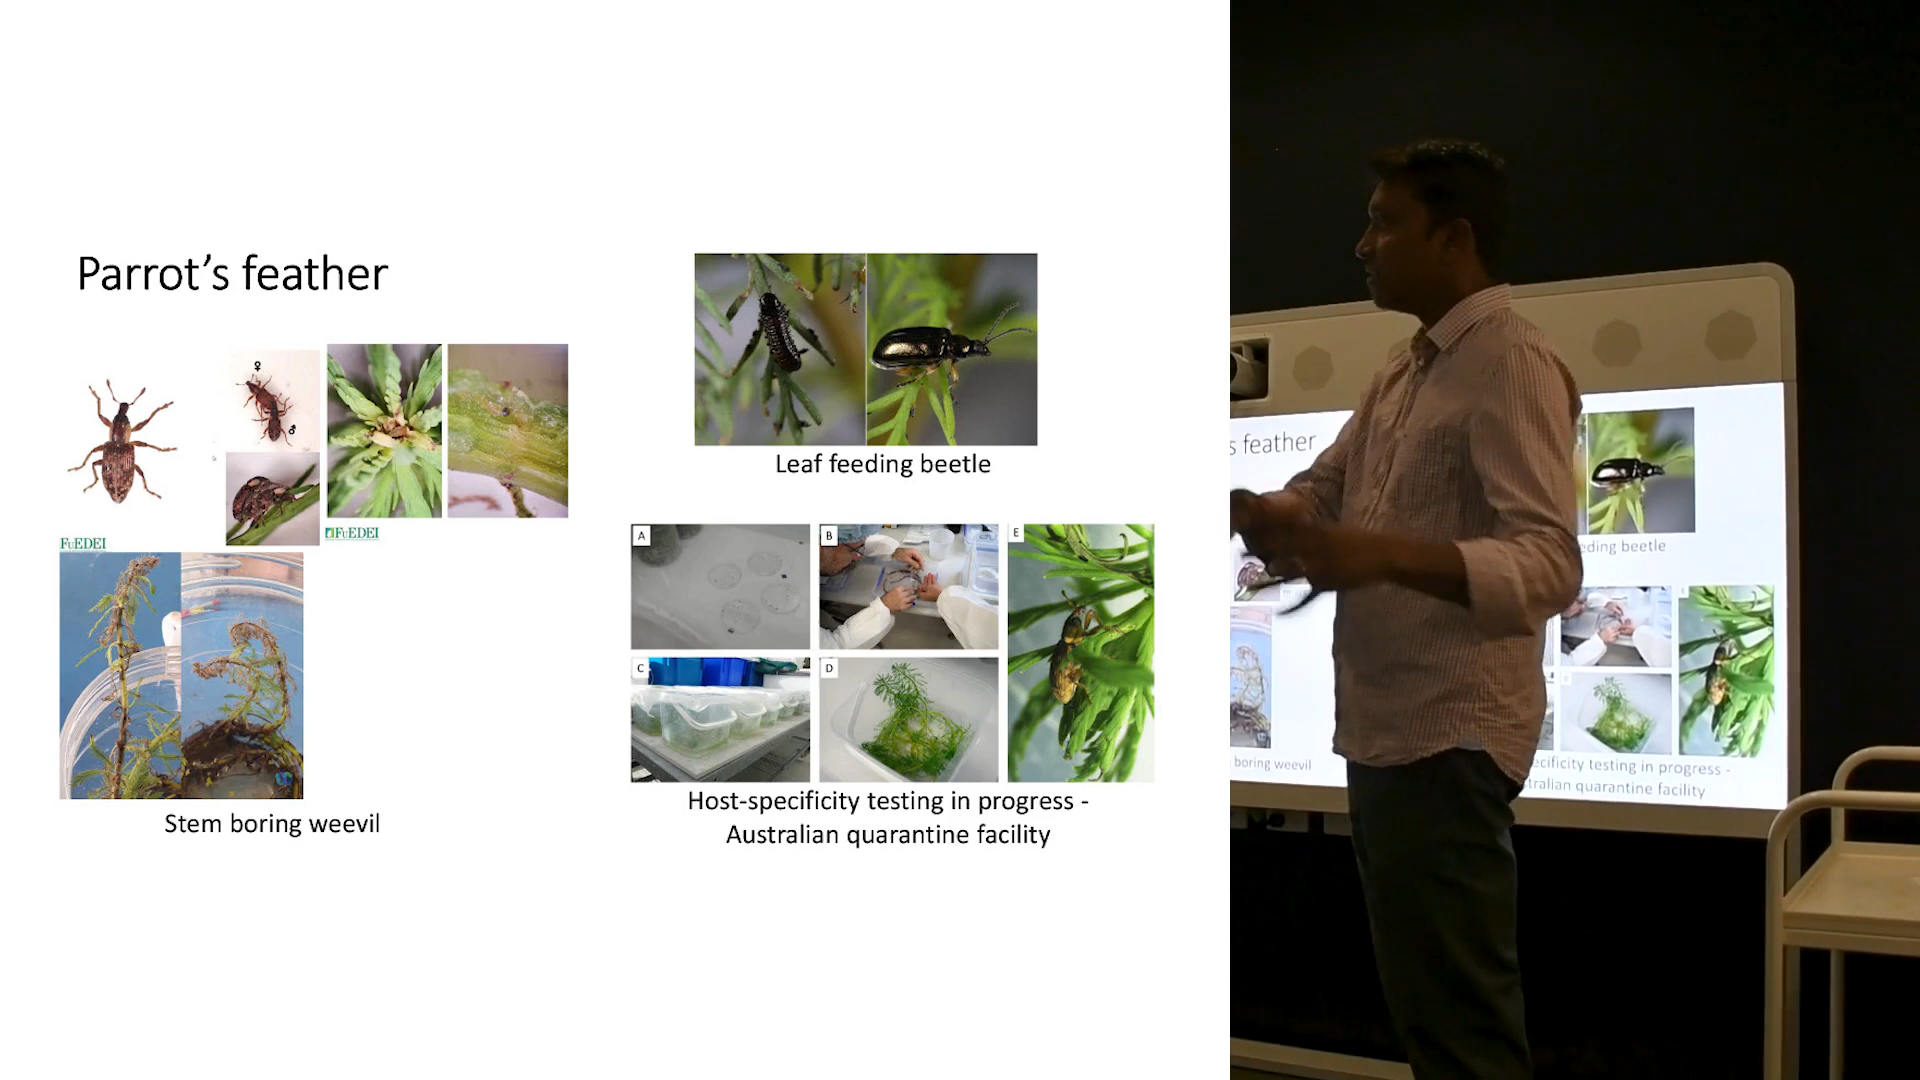 Parrot's feather
♀
♂
FuEDEI
FuEDEI
Stem boring weevil
Leaf feeding beetle
A
B
C
D
E
Host-specificity testing in progress -
Australian quarantine facility
s feather
eding beetle
boring weevil
ecificity testing in progress -
tralian quarantine facility